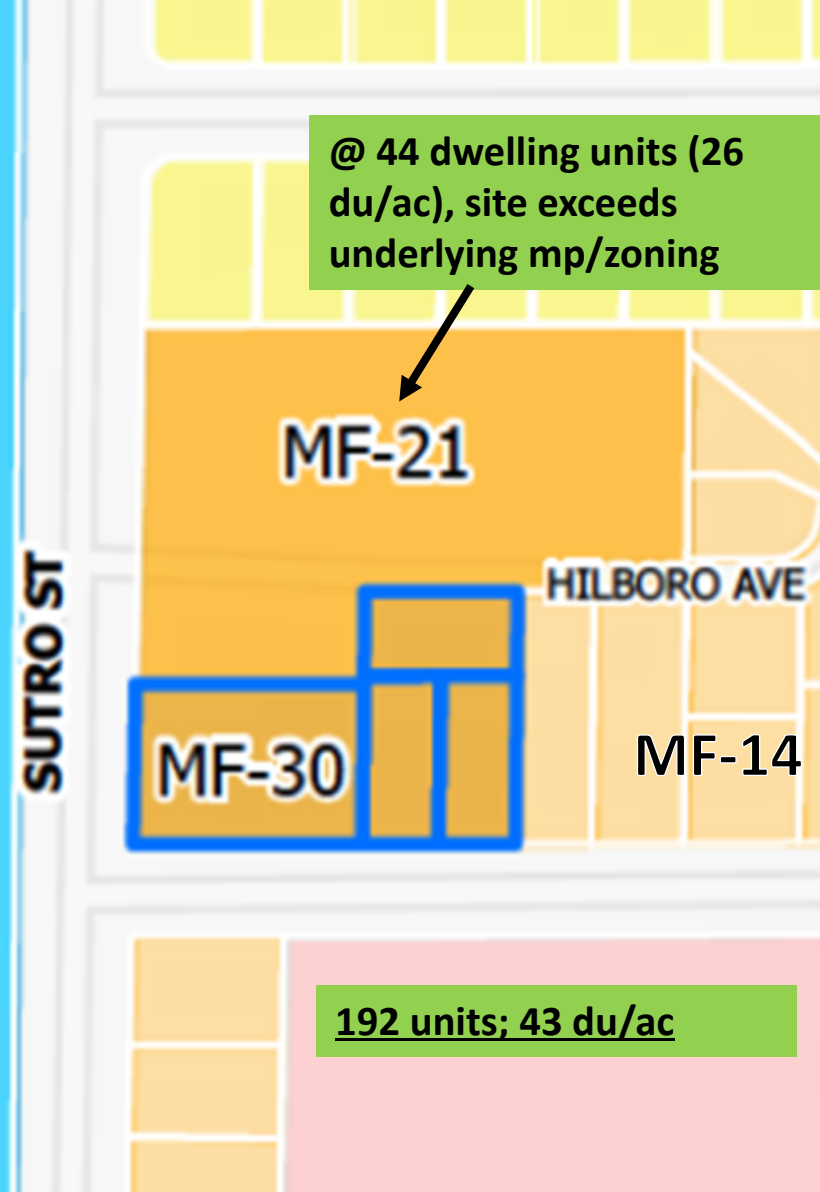 @ 44 dwelling units (26
du/ac), site exceeds
underlying mp/zoning
MF-21
HILBORO AVE
SUTRO ST
MF-30
MF-14
192 units; 43 du/ac